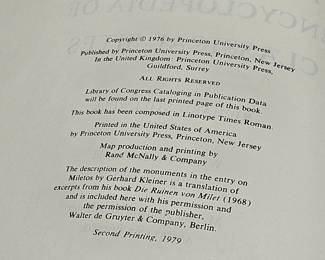 Copyright © 1976 by Princeton University Press
Published by Princeton University Press, Princeton, New Jersey
In the United Kingdom: Princeton University Press,
Guildford, Surrey
ALL RIGHTS RESERVED
Library of Congress Cataloging in Publication Data
will be found on the last printed page of this book.
This book has been composed in Linotype Times Roman.
Printed in the United States of America
by Princeton University Press, Princeton, New Jersey
Map production and printing by
Rand McNally & Company
The description of the monuments in the entry on
Miletos by Gerhard Kleiner is a translation of
excerpts from his book Die Ruinen von Milet (1968)
and is included here with his permission and
the permission of the publisher,
Walter de Gruyter & Company, Berlin.
Second Printing, 1979